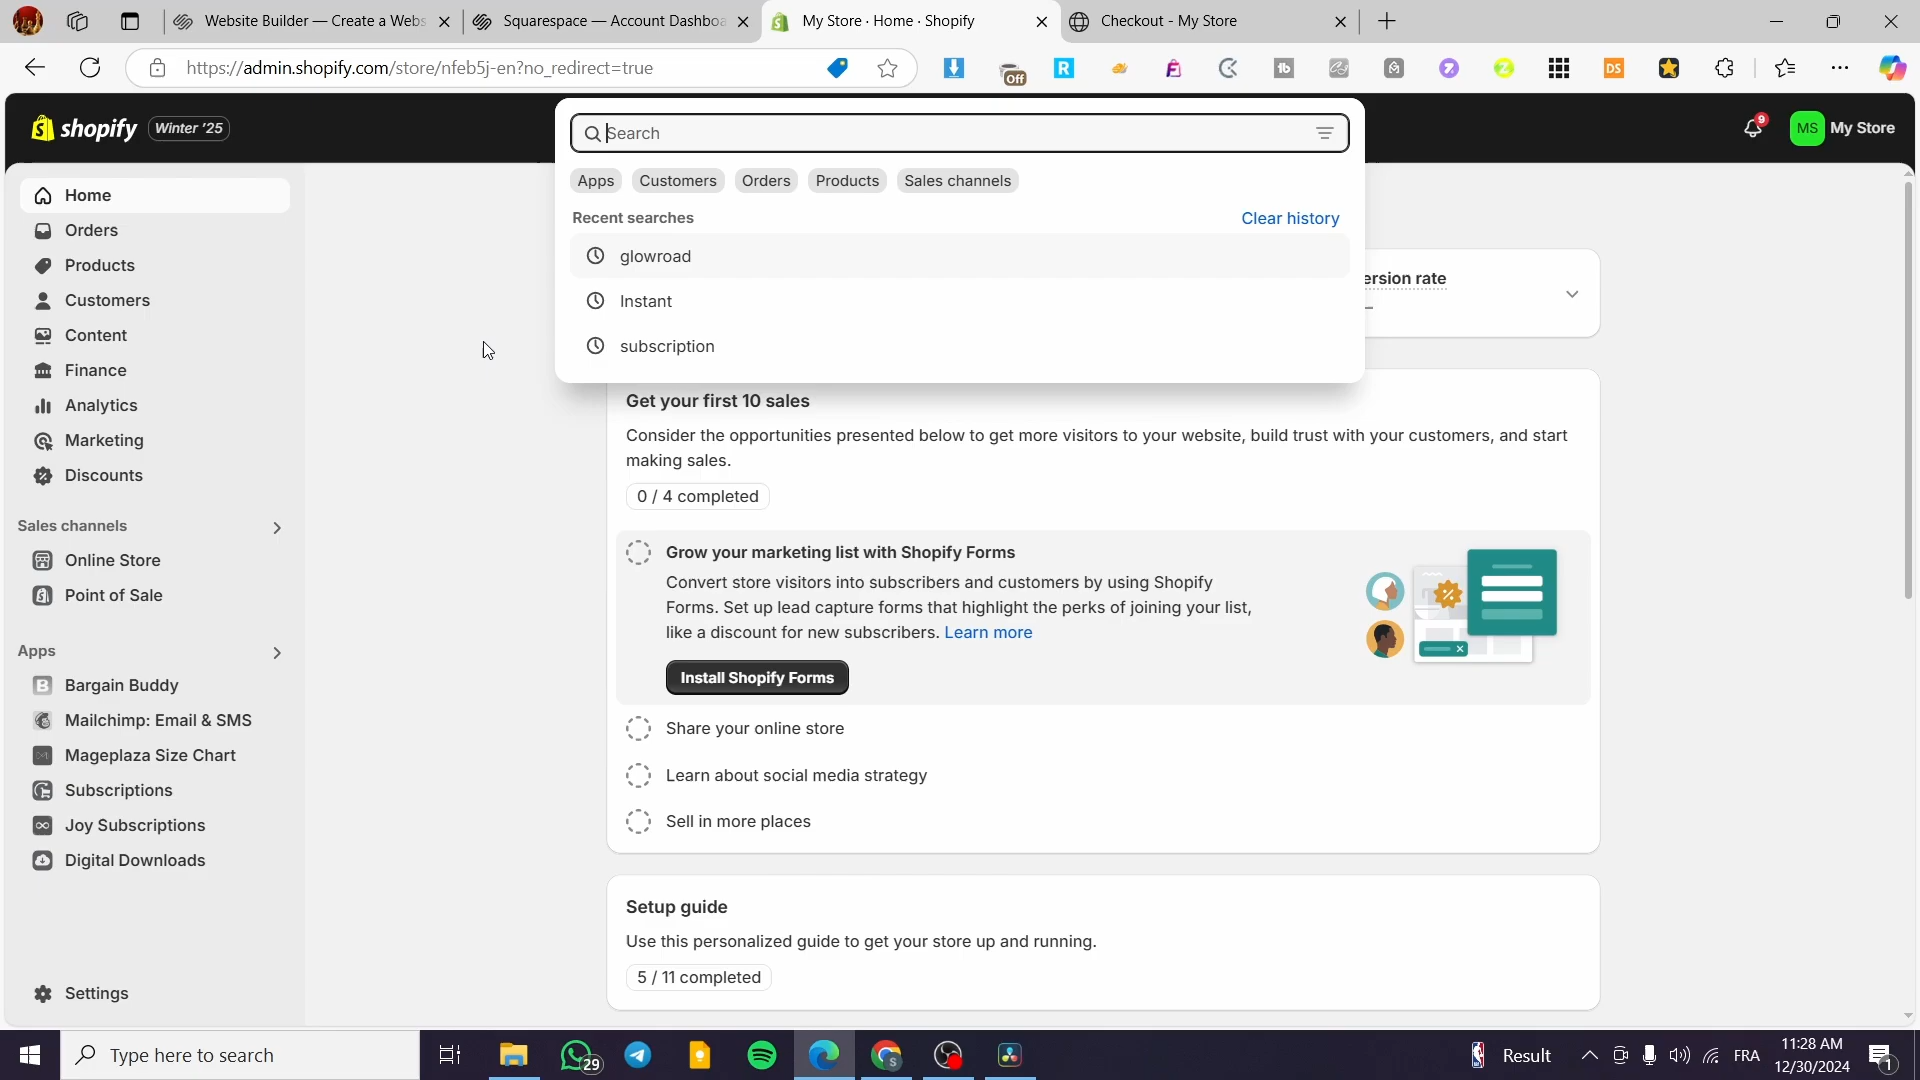 Website Builder — Create a Webs
Squarespace — Account Dashboa
My Store · Home · Shopify
Checkout - My Store
https://admin.shopify.com/store/nfeb5j-en?no_redirect=true
Off
R
tb
DS
shopify
Winter '25
Search
9
MS
My Store
Apps
Customers
Orders
Products
Sales channels
Recent searches
Clear history
glowroad
Instant
subscription
ersion rate
Home
Orders
Products
Customers
Content
Finance
Analytics
Marketing
Discounts
Sales channels
Online Store
Point of Sale
Apps
Bargain Buddy
Mailchimp: Email & SMS
Mageplaza Size Chart
Subscriptions
Joy Subscriptions
Digital Downloads
Settings
Get your first 10 sales
Consider the opportunities presented below to get more visitors to your website, build trust with your customers, and start
making sales.
0 / 4 completed
Grow your marketing list with Shopify Forms
Convert store visitors into subscribers and customers by using Shopify
Forms. Set up lead capture forms that highlight the perks of joining your list,
like a discount for new subscribers. Learn more
Install Shopify Forms
Share your online store
Learn about social media strategy
Sell in more places
Setup guide
Use this personalized guide to get your store up and running.
5 / 11 completed
Type here to search
29
Result
FRA
11:28 AM
12/30/2024
1